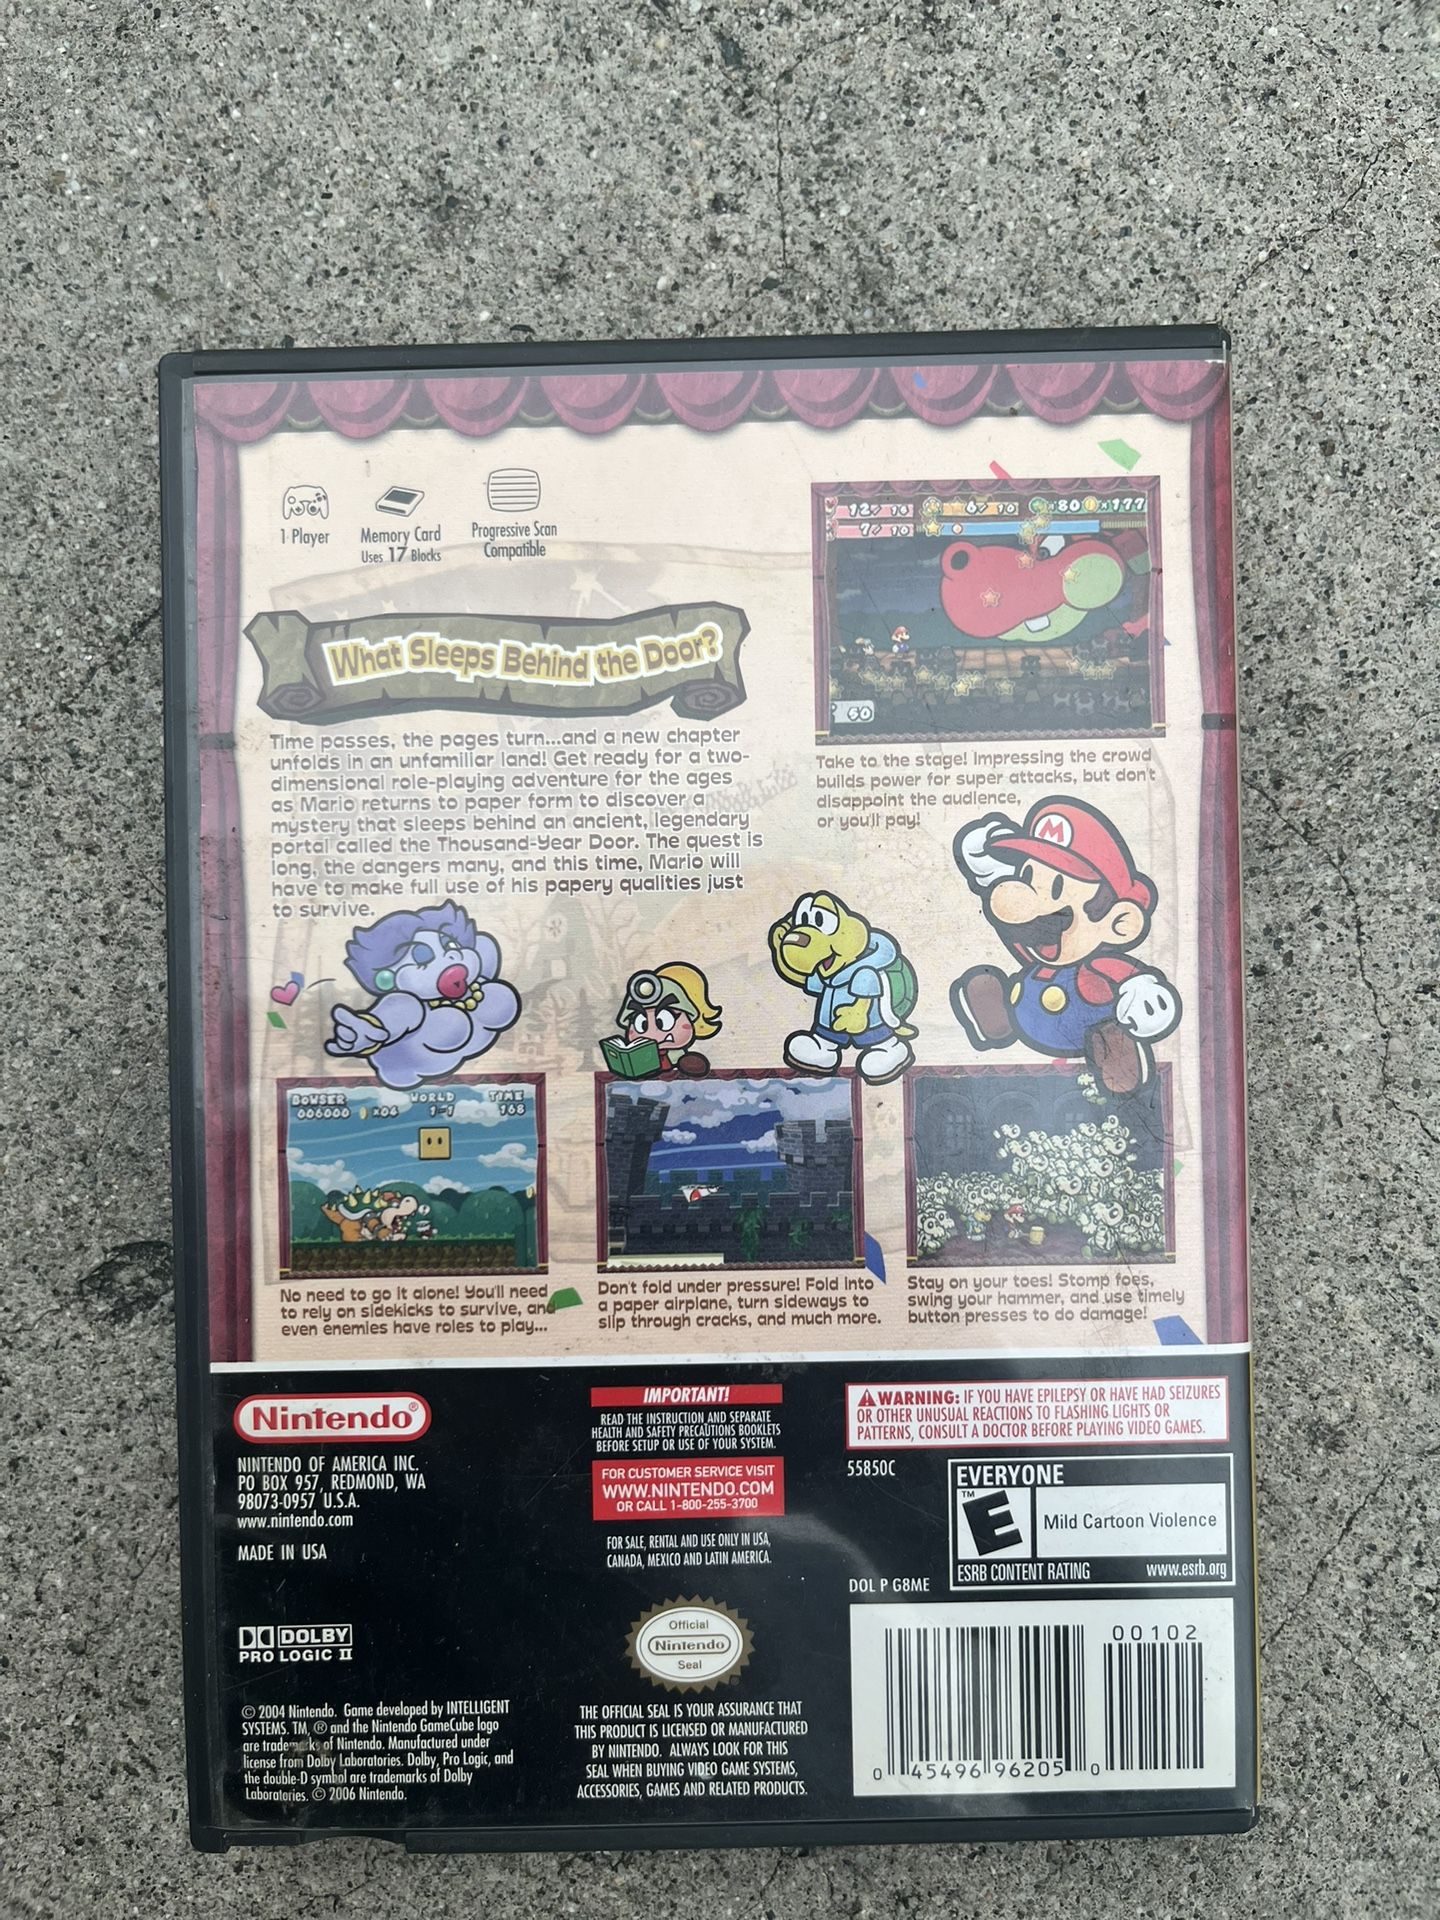 1 Player
Memory Card
Uses 17 Blocks
Progressive Scan
Compatible
12/ 15
6/ 10
80
×177
7/ 10
50
What Sleeps Behind the Door?
Time passes, the pages turn...and a new chapter
unfolds in an unfamiliar land! Get ready for a two-
dimensional role-playing adventure for the ages
as Mario returns to paper form to discover a
mystery that sleeps behind an ancient, legendary
portal called the Thousand-Year Door. The quest is
long, the dangers many, and this time, Mario will
have to make full use of his papery qualities just
to survive.
Take to the stage! Impressing the crowd
builds power for super attacks, but don't
disappoint the audience,
or you'll pay!
M
BOWSER WORLD TIME
006000 ×04 1-1 168
No need to go it alone! You'll need
to rely on sidekicks to survive, and
even enemies have roles to play...
Don't fold under pressure! Fold into
a paper airplane, turn sideways to
slip through cracks, and much more.
Stay on your toes! Stomp foes,
swing your hammer, and use timely
button presses to do damage!
Nintendo®
NINTENDO OF AMERICA INC.
PO BOX 957, REDMOND, WA
98073-0957 U.S.A.
www.nintendo.com
MADE IN USA
DOLBY
PRO LOGIC II
© 2004 Nintendo. Game developed by INTELLIGENT
SYSTEMS. TM, ® and the Nintendo GameCube logo
are trademarks of Nintendo. Manufactured under
license from Dolby Laboratories. Dolby, Pro Logic, and
the double-D symbol are trademarks of Dolby
Laboratories. © 2006 Nintendo.
IMPORTANT!
READ THE INSTRUCTION AND SEPARATE
HEALTH AND SAFETY PRECAUTIONS BOOKLETS
BEFORE SETUP OR USE OF YOUR SYSTEM.
FOR CUSTOMER SERVICE VISIT
WWW.NINTENDO.COM
OR CALL 1-800-255-3700
FOR SALE, RENTAL AND USE ONLY IN USA,
CANADA, MEXICO AND LATIN AMERICA.
Official
Nintendo
Seal
THE OFFICIAL SEAL IS YOUR ASSURANCE THAT
THIS PRODUCT IS LICENSED OR MANUFACTURED
BY NINTENDO. ALWAYS LOOK FOR THIS
SEAL WHEN BUYING VIDEO GAME SYSTEMS,
ACCESSORIES, GAMES AND RELATED PRODUCTS.
WARNING: IF YOU HAVE EPILEPSY OR HAVE HAD SEIZURES
OR OTHER UNUSUAL REACTIONS TO FLASHING LIGHTS OR
PATTERNS, CONSULT A DOCTOR BEFORE PLAYING VIDEO GAMES.
55850C
EVERYONE
E™
Mild Cartoon Violence
ESRB CONTENT RATING www.esrb.org
DOL P G8ME
00102
0 45496 96205 0